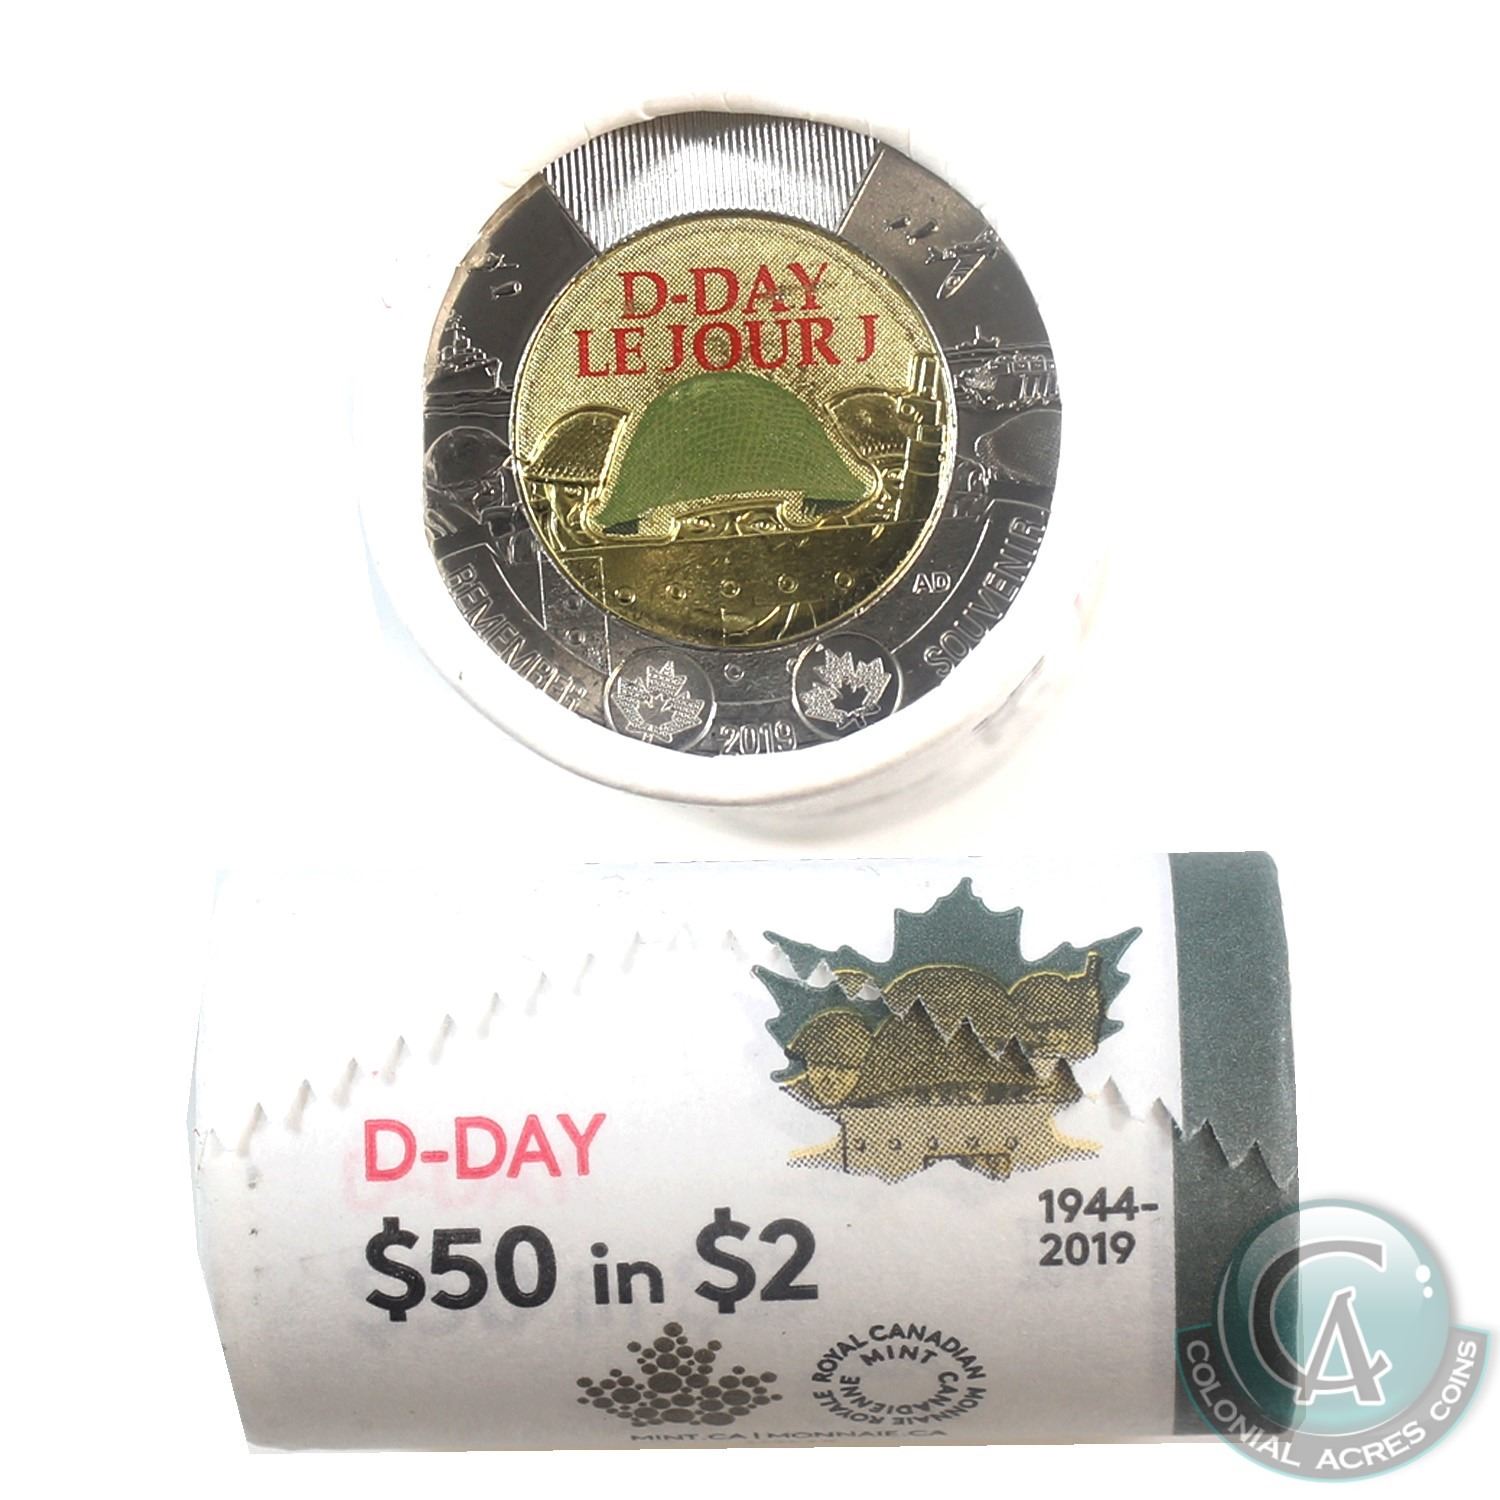 D-DAY
LE JOUR J
AD
REMEMBER
SOUVENIR
2019
D-DAY
$50 in $2
1944-
2019
ROYAL CANADIAN MINT
MONNAIE ROYALE CANADIENNE
MINT.CA | MONNAIE.CA
CA
COLONIAL ACRES COINS